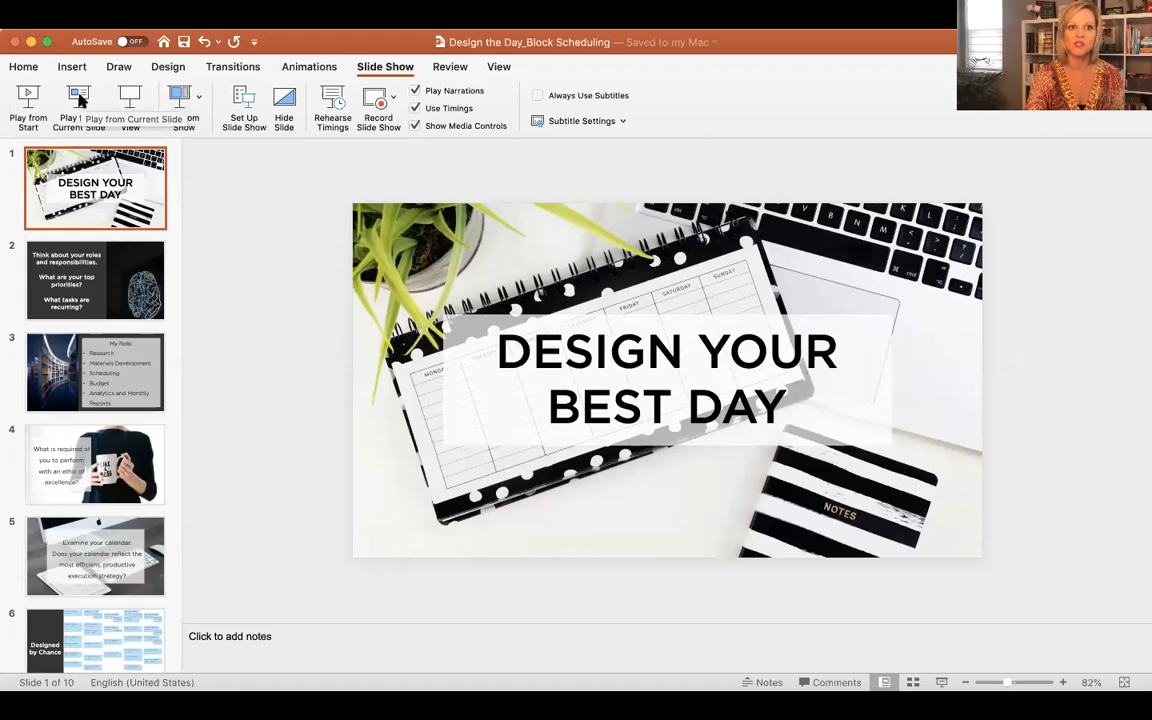 AutoSave OFF
Design the Day_Block Scheduling — Saved to my Mac
Home Insert Draw Design Transitions Animations Slide Show Review View
Play from Start
Play Current Slide
View
Show
Set Up Slide Show
Hide Slide
Rehearse Timings
Record Slide Show
Play Narrations
Use Timings
Show Media Controls
Always Use Subtitles
Subtitle Settings
Play from Current Slide
1
DESIGN YOUR
BEST DAY
2
Think about your roles
and responsibilities.
What are your top
priorities?
What tasks are
recurring?
3
My Role:
• Research
• Materials Development
• Scheduling
• Budget
• Analytics and Monthly
Reports
4
What is required of
you to perform
with an ethic of
excellence?
5
Examine your calendar.
Does your calendar reflect the
most efficient, productive
execution strategy?
6
Designed
by Chance
MONDAY
FRIDAY
SATURDAY
SUNDAY
DESIGN YOUR
BEST DAY
NOTES
Click to add notes
Slide 1 of 10 English (United States) Notes Comments 82%